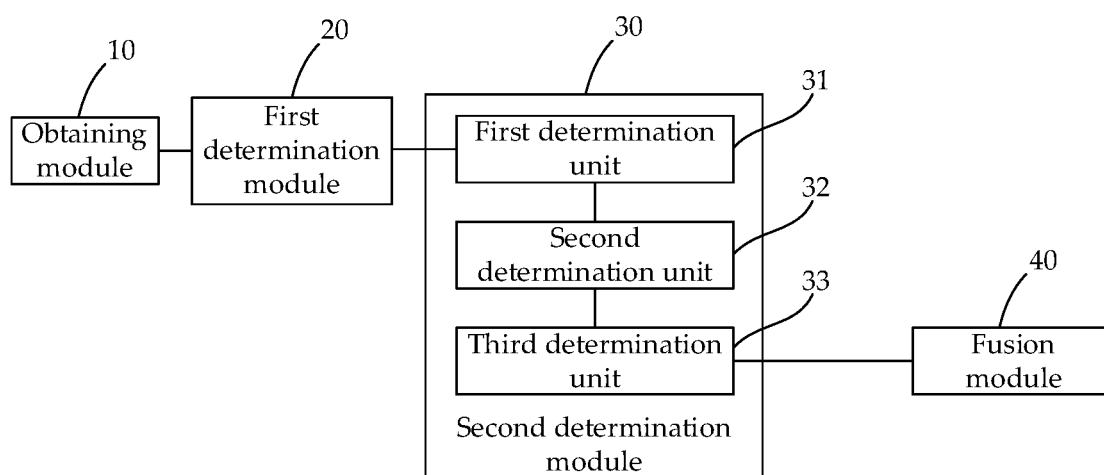 10
20
30
31
32
33
40
Obtaining
module
First
determination
module
First determination
unit
Second
determination unit
Third determination
unit
Second determination
module
Fusion
module